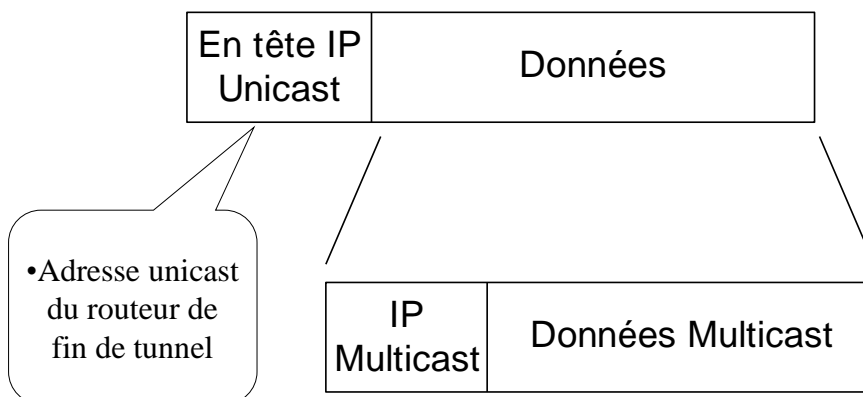 En tête IP
Unicast
Données
•Adresse unicast
du routeur de
fin de tunnel
IP
Multicast
Données Multicast